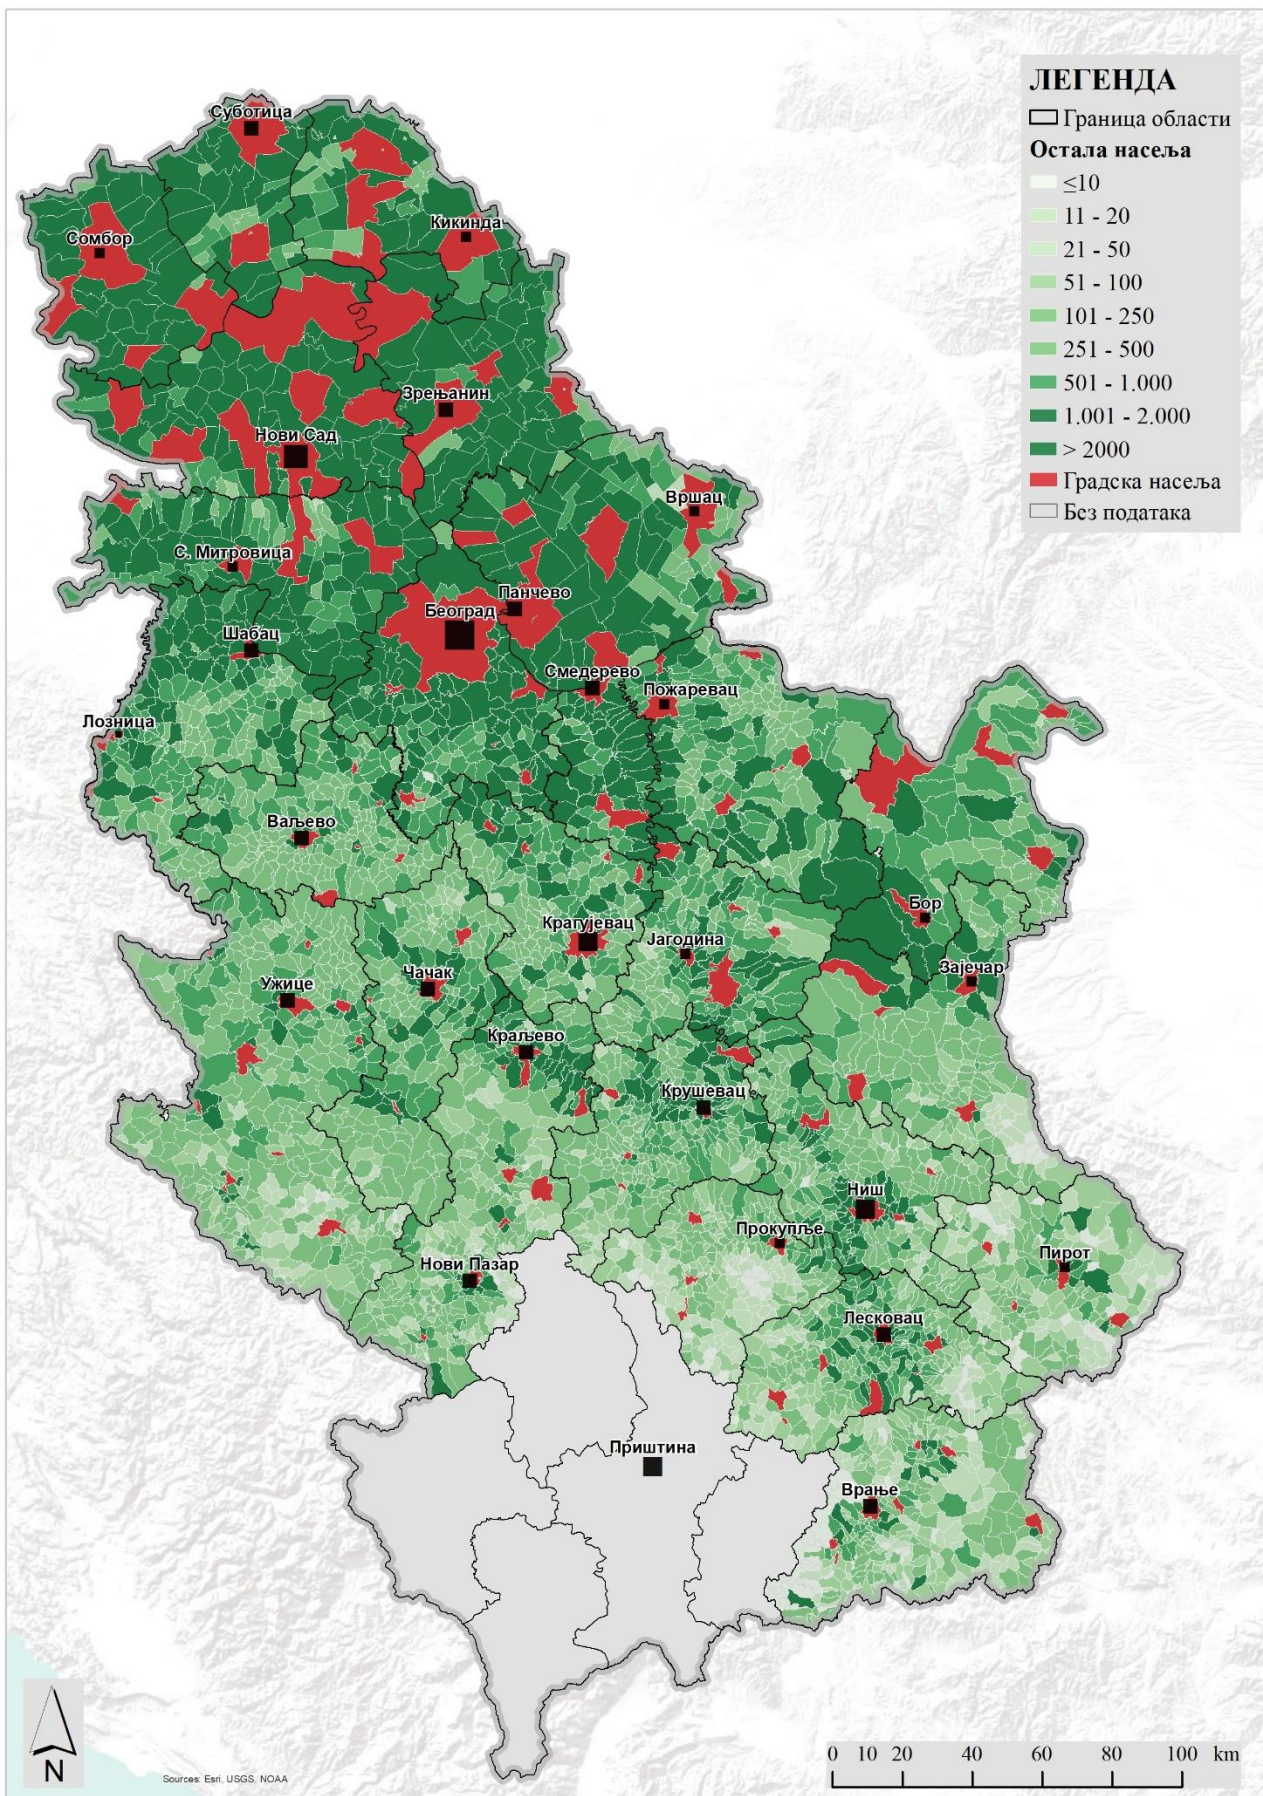 ЛЕГЕНДА
Граница области
Остала насеља
≤10
11 - 20
21 - 50
51 - 100
101 - 250
251 - 500
501 - 1.000
1.001 - 2.000
> 2000
Градска насеља
Без података
Суботица
Сомбор
Кикинда
Зрењанин
Нови Сад
Вршац
С. Митровица
Панчево
Београд
Шабац
Смедерево
Пожаревац
Лозница
Ваљево
Бор
Крагујевац
Јагодина
Зајечар
Чачак
Ужице
Краљево
Крушевац
Ниш
Прокупље
Пирот
Нови Пазар
Лесковац
Приштина
Врање
N
Sources: Esri, USGS, NOAA
0 10 20 40 60 80 100 km